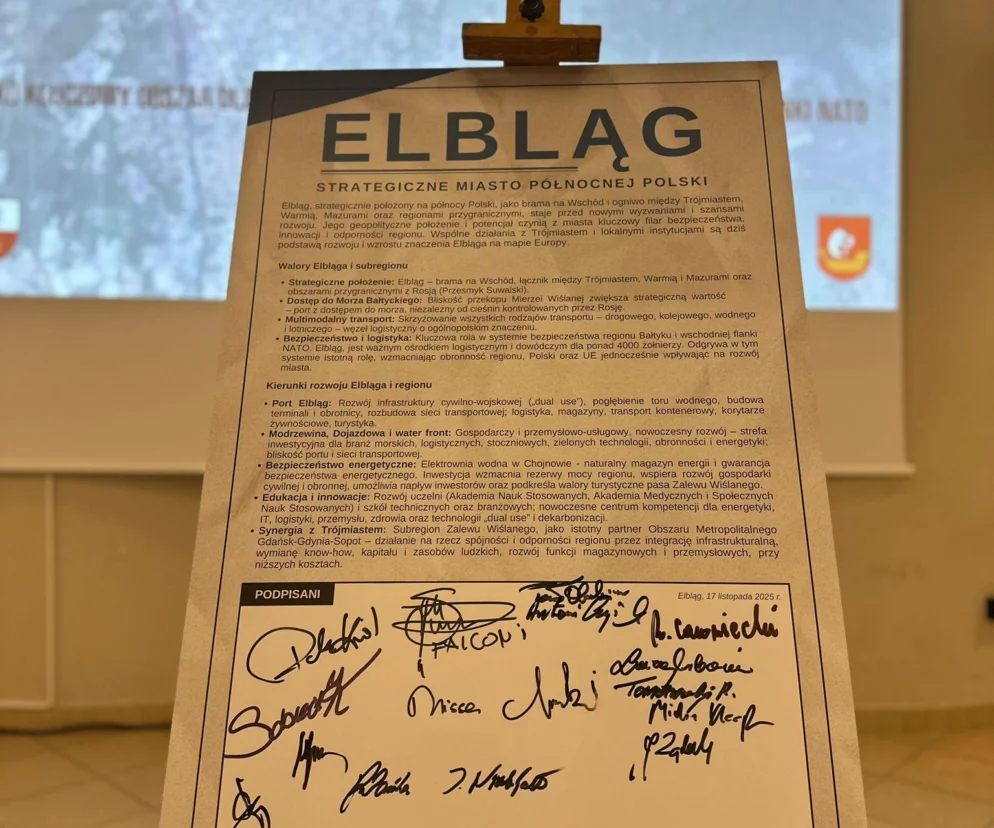 KLUCZOWY OBSZAR DL
NKI NATO
ELBLĄG
STRATEGICZNE MIASTO PÓŁNOCNEJ POLSKI
Elbląg, strategicznie położony na północy Polski, jako brama na Wschód i ogniwo między Trójmiastem,
Warmią, Mazurami oraz regionami przygranicznymi, staje przed nowymi wyzwaniami i szansami
rozwoju. Jego geopolityczne położenie i potencjał czynią z miasta kluczowy filar bezpieczeństwa,
innowacji i odporności regionu. Wspólne działania z Trójmiastem i lokalnymi instytucjami są dziś
podstawą rozwoju i wzrostu znaczenia Elbląga na mapie Europy.
Walory Elbląga i subregionu
• Strategiczne położenie: Elbląg – brama na Wschód, łącznik między Trójmiastem, Warmią i Mazurami oraz
obszarami przygranicznymi z Rosją (Przesmyk Suwalski).
• Dostęp do Morza Bałtyckiego: Bliskość przekopu Mierzei Wiślanej zwiększa strategiczną wartość
– port z dostępem do morza, niezależny od cieśnin kontrolowanych przez Rosję.
• Multimodalny transport: Skrzyżowanie wszystkich rodzajów transportu – drogowego, kolejowego, wodnego
i lotniczego – węzeł logistyczny o ogólnopolskim znaczeniu.
• Bezpieczeństwo i logistyka: Kluczowa rola w systemie bezpieczeństwa regionu Bałtyku i wschodniej flanki
NATO. Elbląg, jest ważnym ośrodkiem logistycznym i dowódczym dla ponad 4000 żołnierzy. Odgrywa w tym
systemie istotną rolę, wzmacniając obronność regionu, Polski oraz UE jednocześnie wpływając na rozwój
miasta.
Kierunki rozwoju Elbląga i regionu
• Port Elbląg: Rozwój infrastruktury cywilno-wojskowej („dual use”), pogłębienie toru wodnego, budowa
terminali i obrotnicy, rozbudowa sieci transportowej; logistyka, magazyny, transport kontenerowy, korytarze
żywnościowe, turystyka.
• Modrzewina, Dojazdowa i water front: Gospodarczy i przemysłowo-usługowy, nowoczesny rozwój – strefa
inwestycyjna dla branż morskich, logistycznych, stoczniowych, zielonych technologii, obronności i energetyki;
bliskość portu i sieci transportowej.
• Bezpieczeństwo energetyczne: Elektrownia wodna w Chojnowie - naturalny magazyn energii i gwarancja
bezpieczeństwa energetycznego. Inwestycja wzmacnia rezerwy mocy regionu, wspiera rozwój gospodarki
cywilnej i obronnej, umożliwia napływ inwestorów oraz podkreśla walory turystyczne pasa Zalewu Wiślanego.
• Edukacja i innowacje: Rozwój uczelni (Akademia Nauk Stosowanych, Akademia Medycznych i Społecznych
Nauk Stosowanych) i szkół technicznych oraz branżowych; nowoczesne centrum kompetencji dla energetyki,
IT, logistyki, przemysłu, zdrowia oraz technologii „dual use” i dekarbonizacji.
• Synergia z Trójmiastem: Subregion Zalewu Wiślanego, jako istotny partner Obszaru Metropolitalnego
Gdańsk-Gdynia-Sopot – działanie na rzecz spójności i odporności regionu przez integrację infrastrukturalną,
wymianę know-how, kapitału i zasobów ludzkich, rozwój funkcji magazynowych i przemysłowych, przy
niższych kosztach.
PODPISANI
Elbląg, 17 listopada 2025 r.
FALCONI